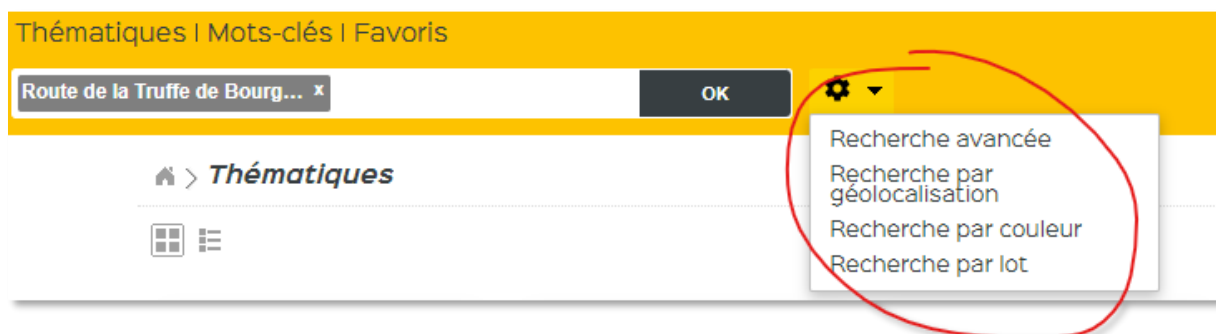 Thématiques | Mots-clés | Favoris
Route de la Truffe de Bourg... x
OK
> Thématiques
Recherche avancée
Recherche par
géolocalisation
Recherche par couleur
Recherche par lot